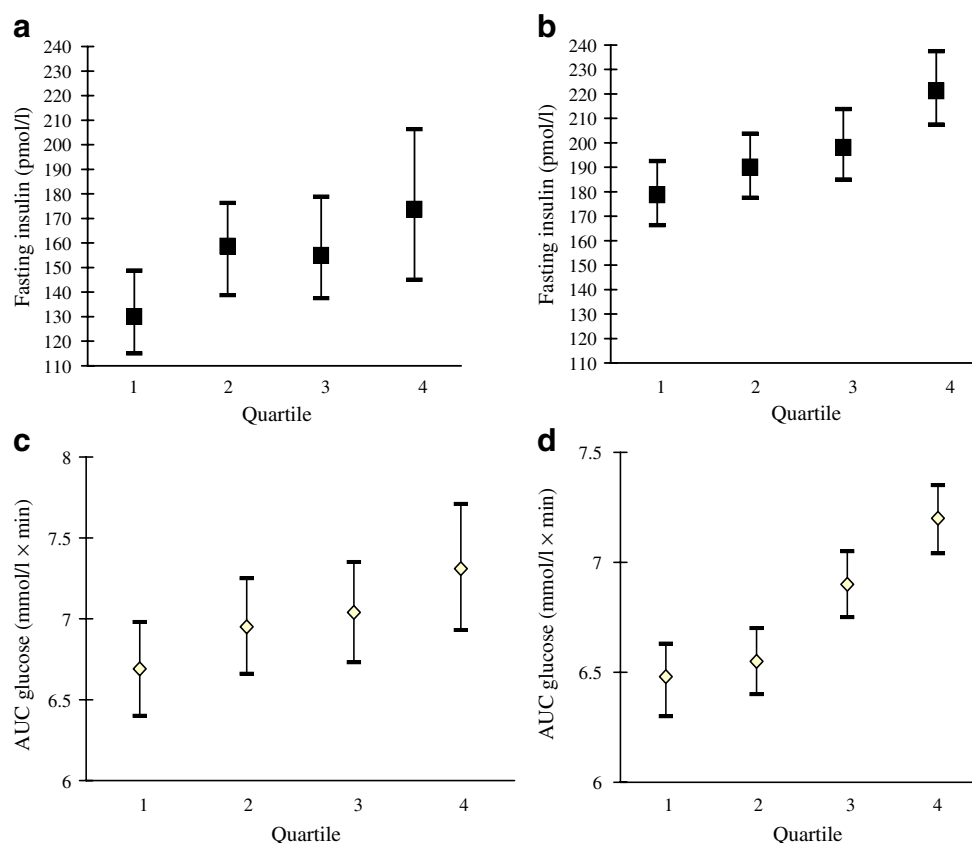 a
Fasting insulin (pmol/l)
240
230
220
210
200
190
180
170
160
150
140
130
120
110
1 2 3 4
Quartile
b
Fasting insulin (pmol/l)
240
230
220
210
200
190
180
170
160
150
140
130
120
110
1 2 3 4
Quartile
c
AUC glucose (mmol/l × min)
8
7.5
7
6.5
6
1 2 3 4
Quartile
d
AUC glucose (mmol/l × min)
7.5
7
6.5
6
1 2 3 4
Quartile